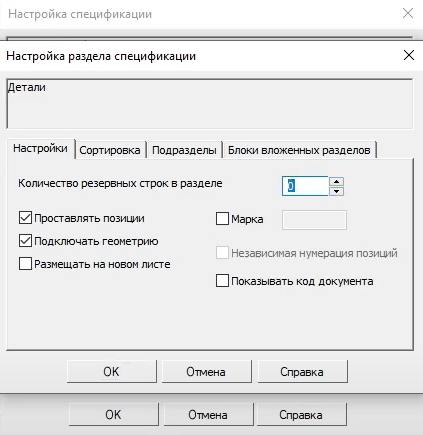 Настройка спецификации
Настройка раздела спецификации
Детали
Настройки Сортировка Подразделы Блоки вложенных разделов
Количество резервных строк в разделе 0
Проставлять позиции Марка
Подключать геометрию
Независимая нумерация позиций
Размещать на новом листе
Показывать код документа
OK Отмена Справка
OK Отмена Справка